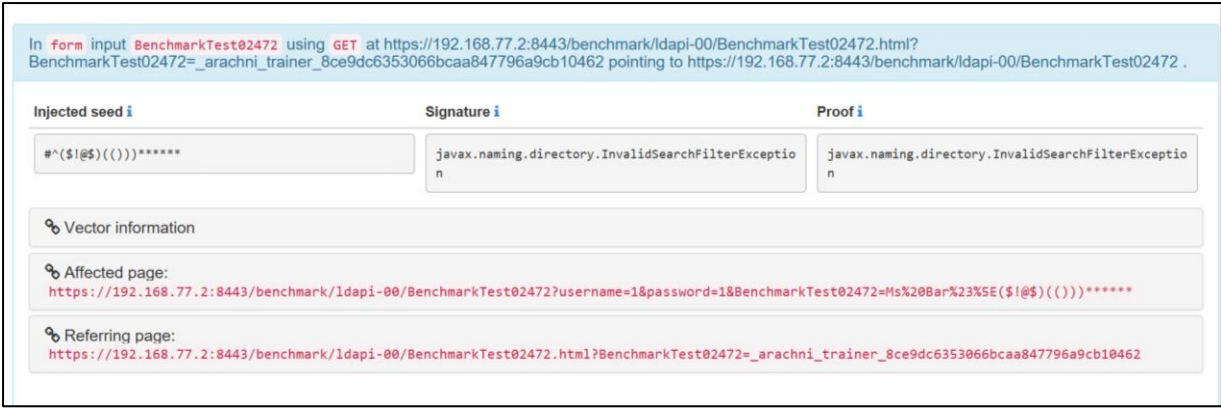 In form input BenchmarkTest02472 using GET at https://192.168.77.2:8443/benchmark/ldapi-00/BenchmarkTest02472.html?
BenchmarkTest02472=_arachni_trainer_8ce9dc6353066bcaa847796a9cb10462 pointing to https://192.168.77.2:8443/benchmark/ldapi-00/BenchmarkTest02472 .
Injected seed i
Signature i
Proof i
#^($!@$)(()))******
javax.naming.directory.InvalidSearchFilterExceptio
n
javax.naming.directory.InvalidSearchFilterExceptio
n
Vector information
Affected page:
https://192.168.77.2:8443/benchmark/ldapi-00/BenchmarkTest02472?username=1&password=1&BenchmarkTest02472=Ms%20Bar%23%5E($!@$)(()))******
Referring page:
https://192.168.77.2:8443/benchmark/ldapi-00/BenchmarkTest02472.html?BenchmarkTest02472=_arachni_trainer_8ce9dc6353066bcaa847796a9cb10462